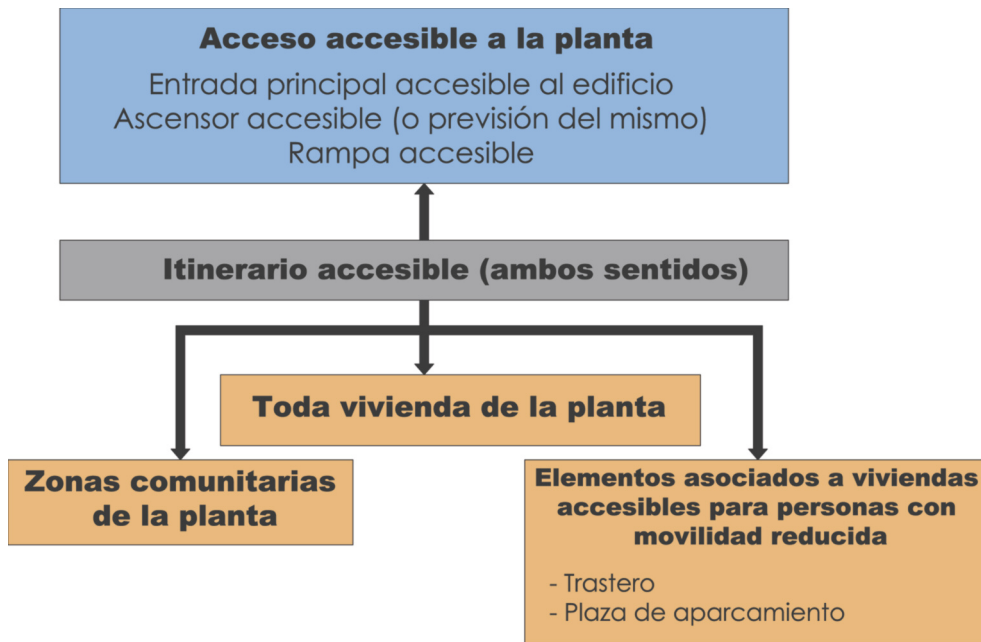 Acceso accesible a la planta
Entrada principal accesible al edificio
Ascensor accesible (o previsión del mismo)
Rampa accesible
Itinerario accesible (ambos sentidos)
Toda vivienda de la planta
Zonas comunitarias
de la planta
Elementos asociados a viviendas
accesibles para personas con
movilidad reducida
- Trastero
- Plaza de aparcamiento